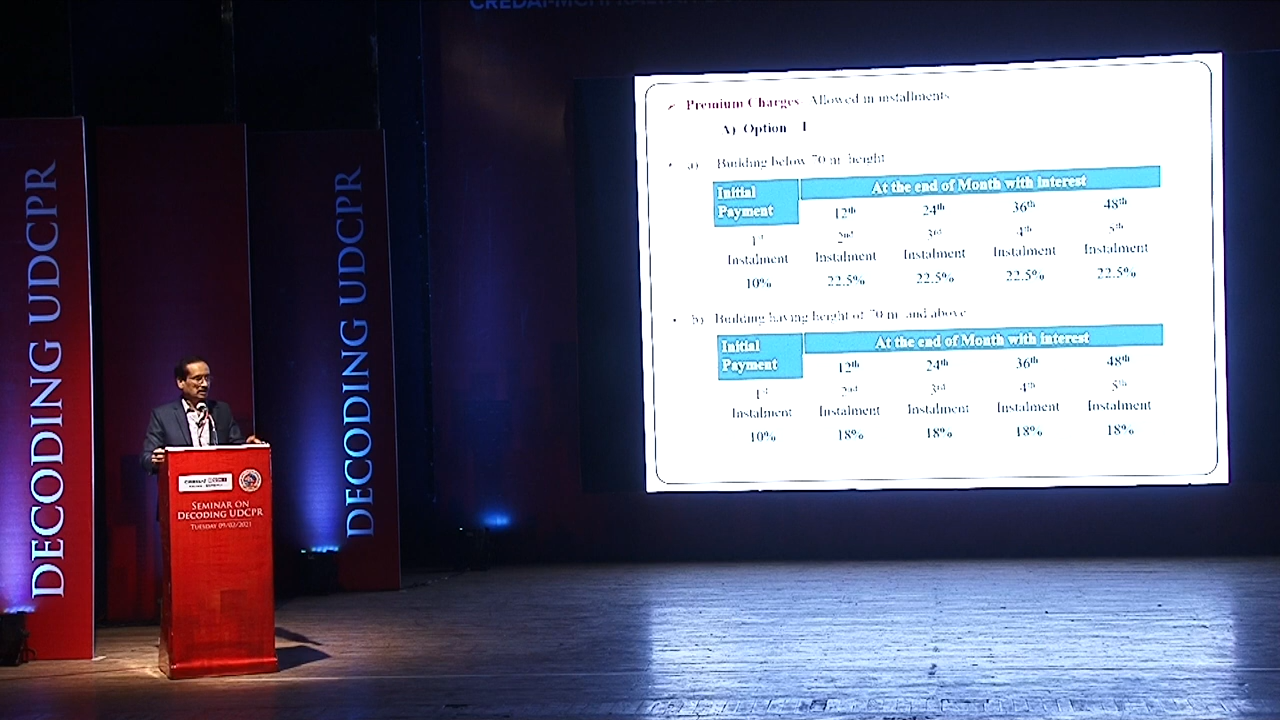 DECODING UDCPR
DECODING UDCPR
SEMINAR ON
DECODING UDCPR
TUESDAY 09/02/2021
Premium Charges Allowed in installments
A) Option – I
a) Building below 70 m height
Initial Payment
At the end of Month with interest
12th 24th 36th 48th
1st 2nd 3rd 4th 5th
Instalment Instalment Instalment Instalment Instalment
10% 22.5% 22.5% 22.5% 22.5%
b) Building having height of 70 m and above
Initial Payment
At the end of Month with interest
12th 24th 36th 48th
1st 2nd 3rd 4th 5th
Instalment Instalment Instalment Instalment Instalment
10% 18% 18% 18% 18%